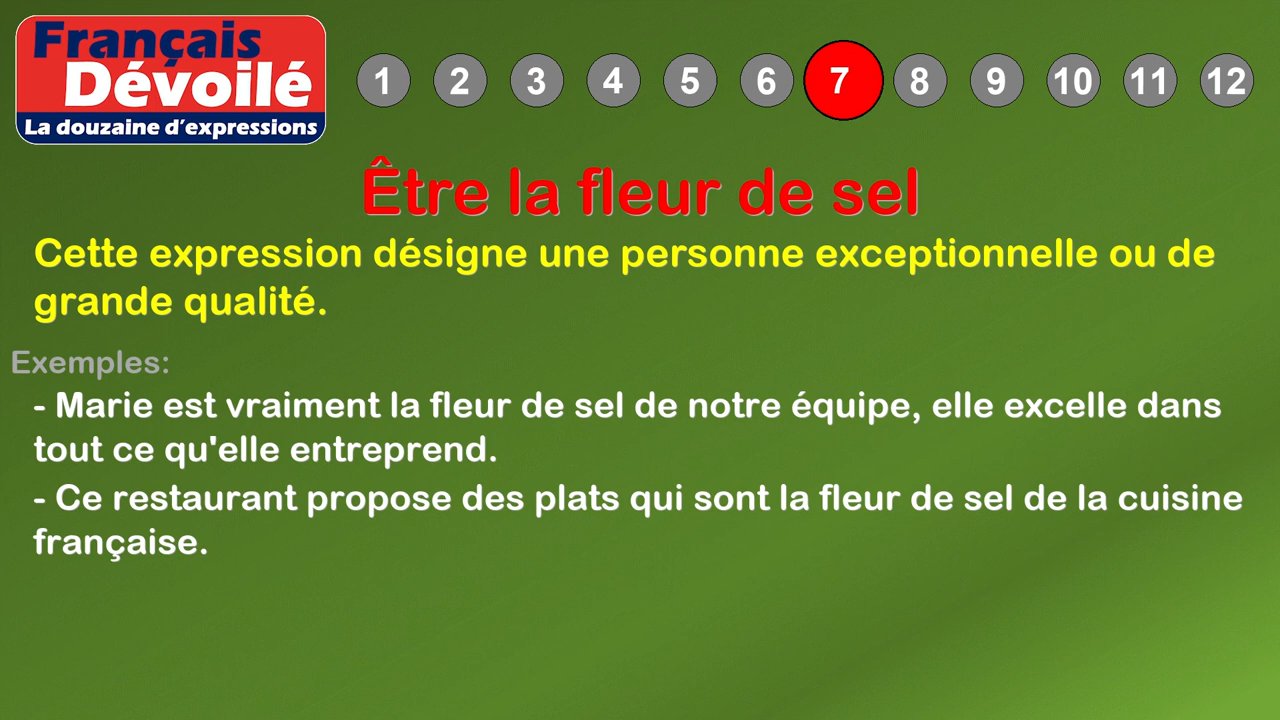 Français
Dévoilé
La douzaine d'expressions
1 2 3 4 5 6 7 8 9 10 11 12
Être la fleur de sel
Cette expression désigne une personne exceptionnelle ou de
grande qualité.
Exemples:
- Marie est vraiment la fleur de sel de notre équipe, elle excelle dans
tout ce qu'elle entreprend.
- Ce restaurant propose des plats qui sont la fleur de sel de la cuisine
française.